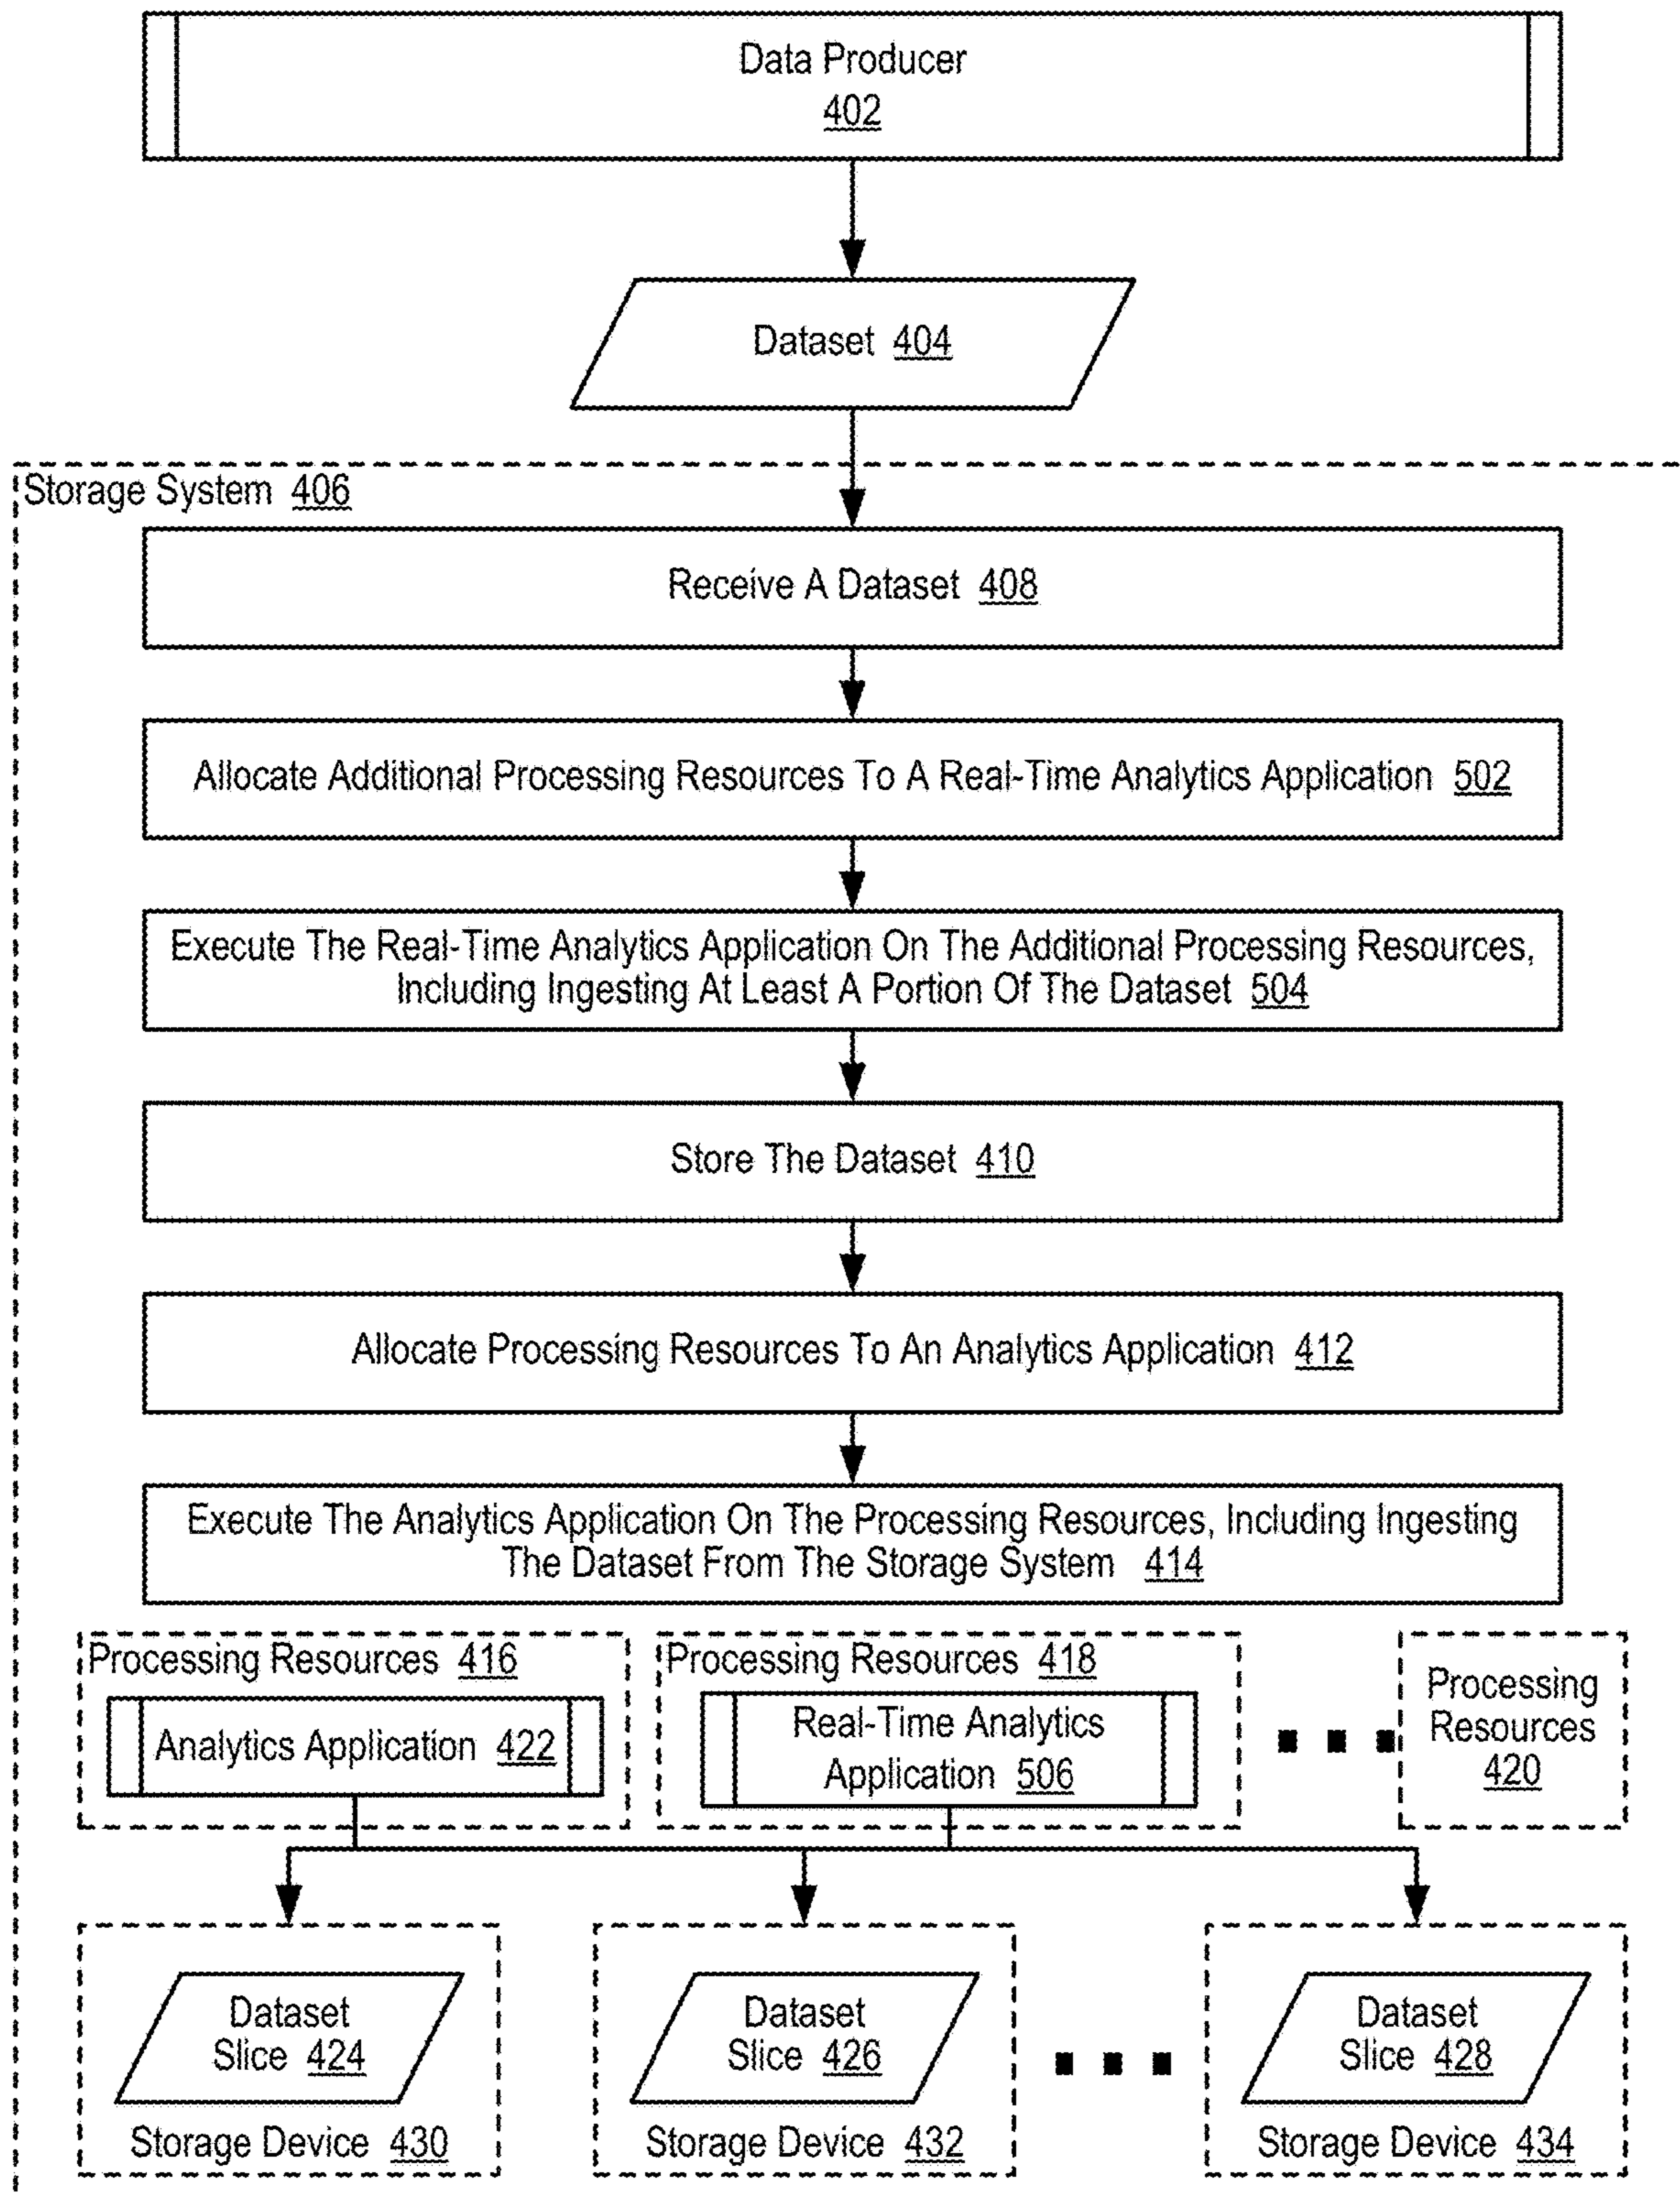 Data Producer
402
Dataset 404
Storage System 406
Receive A Dataset 408
Allocate Additional Processing Resources To A Real-Time Analytics Application 502
Execute The Real-Time Analytics Application On The Additional Processing Resources,
Including Ingesting At Least A Portion Of The Dataset 504
Store The Dataset 410
Allocate Processing Resources To An Analytics Application 412
Execute The Analytics Application On The Processing Resources, Including Ingesting
The Dataset From The Storage System 414
Processing Resources 416
Analytics Application 422
Processing Resources 418
Real-Time Analytics
Application 506
Processing
Resources
420
Dataset
Slice 424
Storage Device 430
Dataset
Slice 426
Storage Device 432
Dataset
Slice 428
Storage Device 434